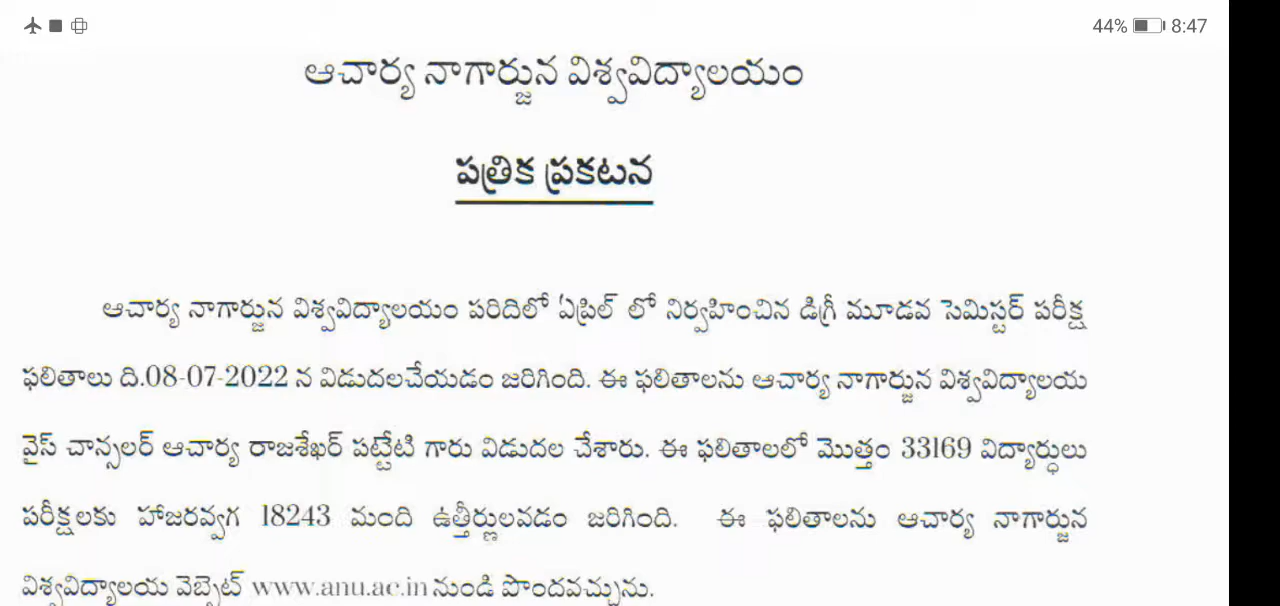 44% 8:47
ఆచార్య నాగార్జున విశ్వవిద్యాలయం
పత్రిక ప్రకటన
ఆచార్య నాగార్జున విశ్వవిద్యాలయం పరిదిలో ఏప్రిల్ లో నిర్వహించిన డిగ్రీ మూడవ సెమిస్టర్ పరీక్ష
ఫలితాలు ది.08-07-2022 న విడుదలచేయడం జరిగింది. ఈ ఫలితాలను ఆచార్య నాగార్జున విశ్వవిద్యాలయ
వైస్ చాన్సలర్ ఆచార్య రాజశేఖర్ పట్టేటి గారు విడుదల చేశారు. ఈ ఫలితాలలో మొత్తం 33169 విద్యార్ధులు
పరీక్షలకు హాజరవ్వగ 18243 మంది ఉత్తీర్ణులవడం జరిగింది. ఈ ఫలితాలను ఆచార్య నాగార్జున
విశ్వవిద్యాలయ వెబ్సైట్ www.anu.ac.in నుండి పొందవచ్చును.